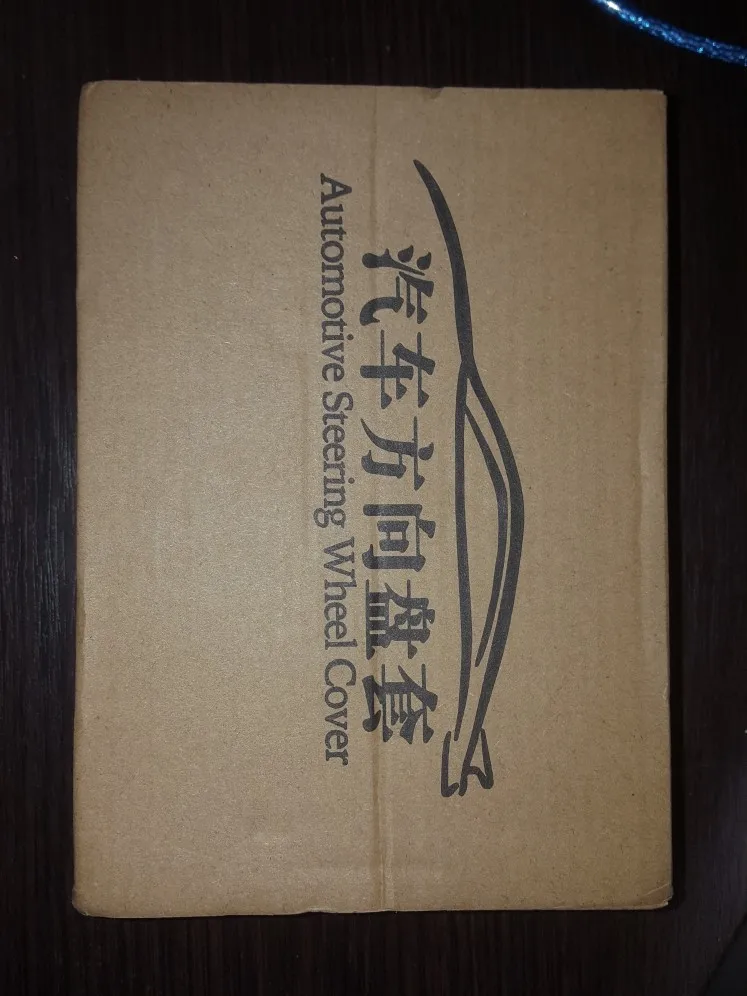 汽车方向盘套
Automotive Steering Wheel Cover